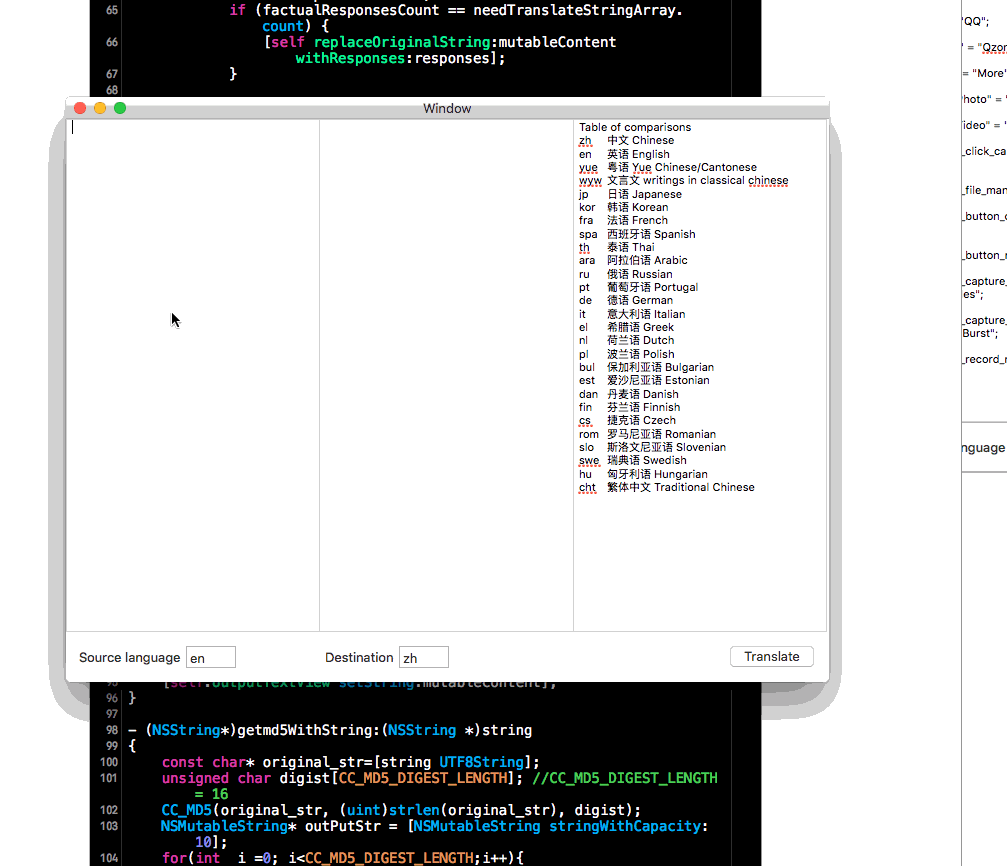 65 if (factualResponsesCount == needTranslateStringArray.
count) {
66 [self replaceOriginalString:mutableContent
withResponses:responses];
67 }
68
Window
Table of comparisons
zh 中文 Chinese
en 英语 English
yue 粤语 Yue Chinese/Cantonese
wyw 文言文 writings in classical chinese
jp 日语 Japanese
kor 韩语 Korean
fra 法语 French
spa 西班牙语 Spanish
th 泰语 Thai
ara 阿拉伯语 Arabic
ru 俄语 Russian
pt 葡萄牙语 Portugal
de 德语 German
it 意大利语 Italian
el 希腊语 Greek
nl 荷兰语 Dutch
pl 波兰语 Polish
bul 保加利亚语 Bulgarian
est 爱沙尼亚语 Estonian
dan 丹麦语 Danish
fin 芬兰语 Finnish
cs 捷克语 Czech
rom 罗马尼亚语 Romanian
slo 斯洛文尼亚语 Slovenian
swe 瑞典语 Swedish
hu 匈牙利语 Hungarian
cht 繁体中文 Traditional Chinese
Source language en
Destination zh
Translate
96 }
97
98 – (NSString*)getmd5WithString:(NSString *)string
99 {
100 const char* original_str=[string UTF8String];
101 unsigned char digist[CC_MD5_DIGEST_LENGTH]; //CC_MD5_DIGEST_LENGTH
= 16
102 CC_MD5(original_str, (uint)strlen(original_str), digist);
103 NSMutableString* outPutStr = [NSMutableString stringWithCapacity:
10];
104 for(int i =0; i<CC_MD5_DIGEST_LENGTH;i++){
"QQ";
" = "Qzor
= "More"
hoto" = "
ideo" = "
_click_ca
_file_man
_button_
_button_
_capture_
es";
_capture_
Burst";
_record_
nguage